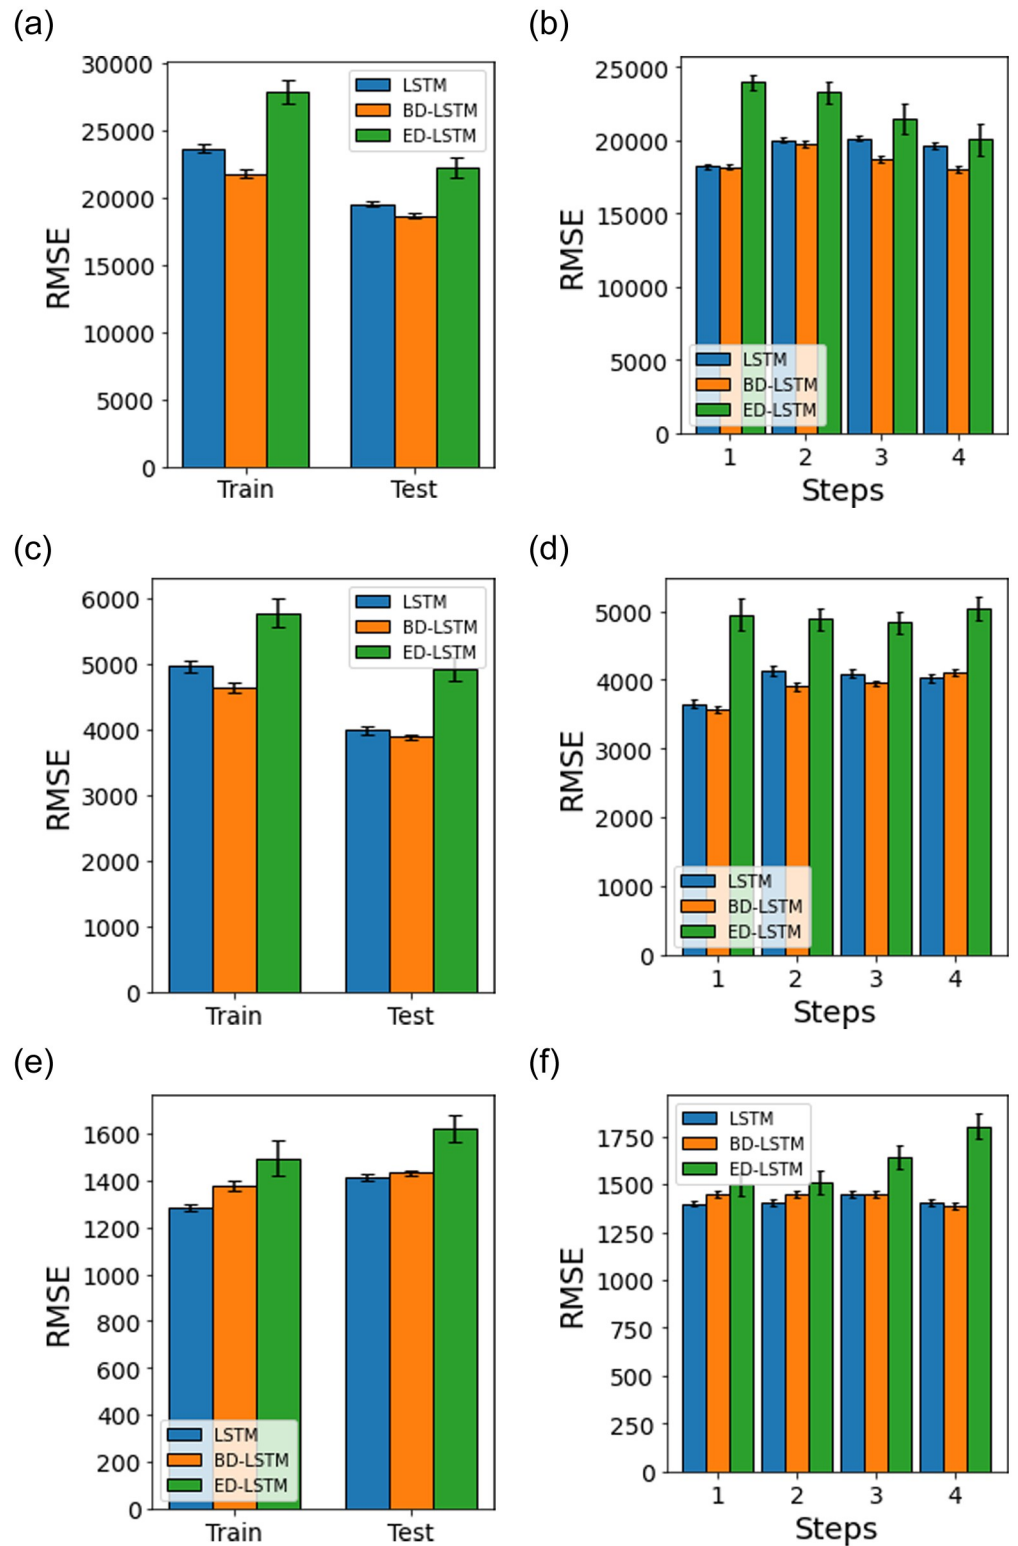 (a)
30000
25000
20000
15000
10000
5000
0
RMSE
LSTM
BD-LSTM
ED-LSTM
Train Test
(b)
25000
20000
15000
10000
5000
0
RMSE
LSTM
BD-LSTM
ED-LSTM
1 2 3 4
Steps
(c)
6000
5000
4000
3000
2000
1000
0
RMSE
LSTM
BD-LSTM
ED-LSTM
Train Test
(d)
5000
4000
3000
2000
1000
0
RMSE
LSTM
BD-LSTM
ED-LSTM
1 2 3 4
Steps
(e)
1600
1400
1200
1000
800
600
400
200
0
RMSE
LSTM
BD-LSTM
ED-LSTM
Train Test
(f)
1750
1500
1250
1000
750
500
250
0
RMSE
LSTM
BD-LSTM
ED-LSTM
1 2 3 4
Steps